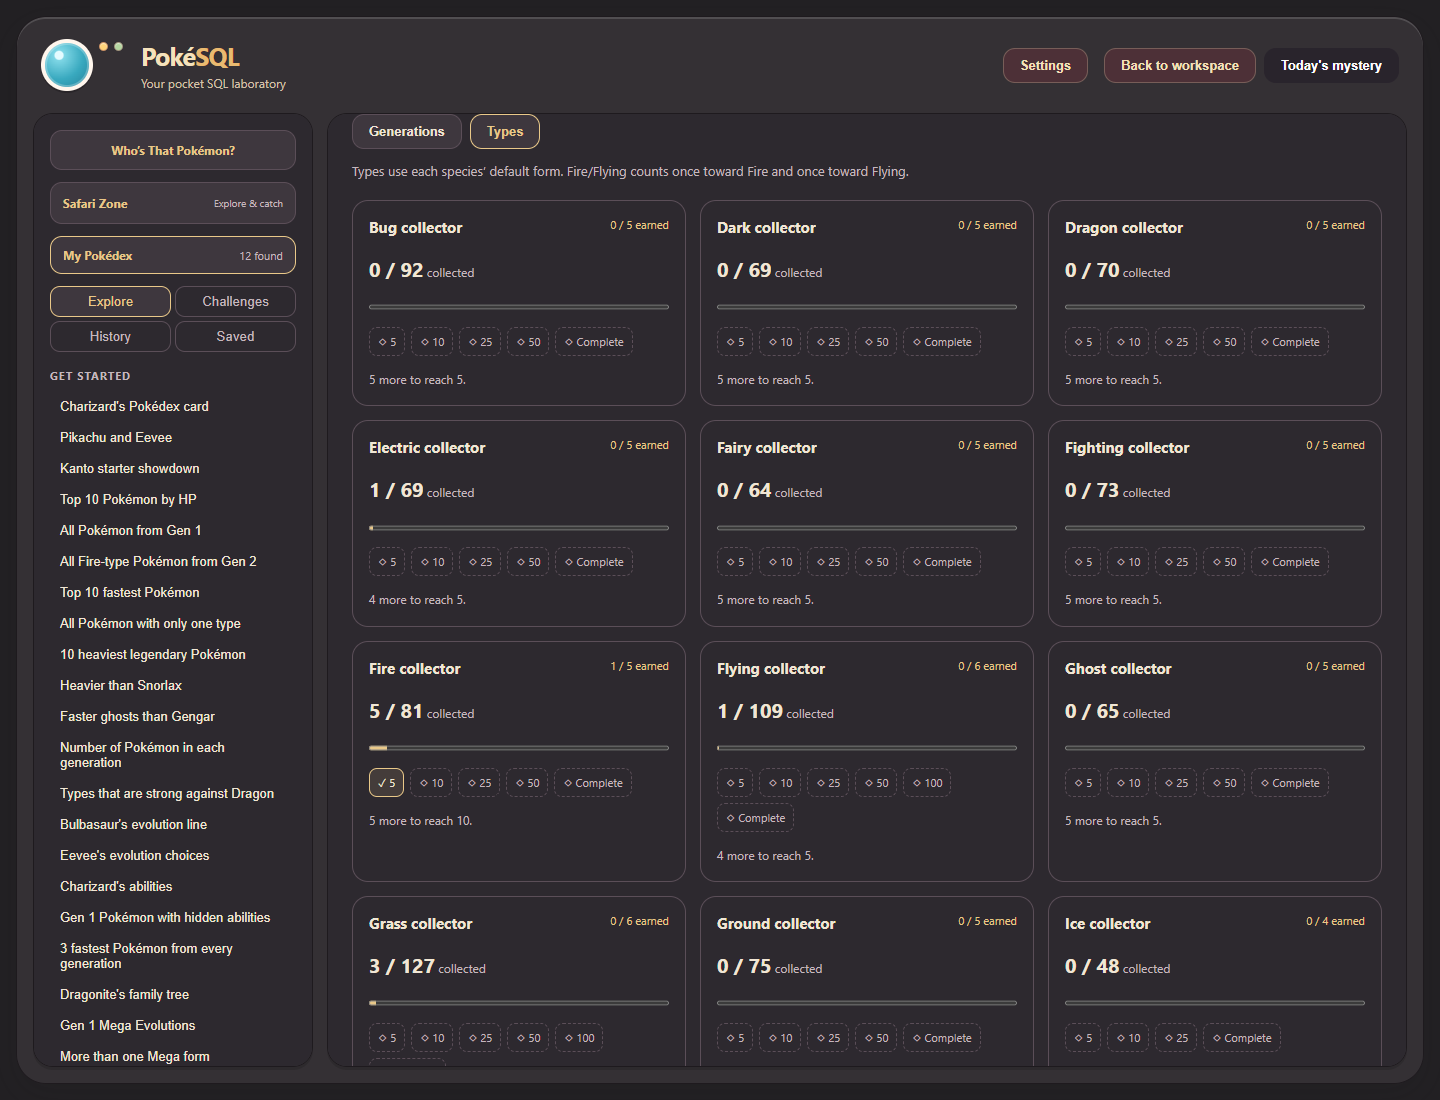 PokéSQL
Your pocket SQL laboratory
Settings
Back to workspace
Today's mystery
Who's That Pokémon?
Safari Zone
Explore & catch
My Pokédex
12 found
Explore
Challenges
History
Saved
GET STARTED
Charizard's Pokédex card
Pikachu and Eevee
Kanto starter showdown
Top 10 Pokémon by HP
All Pokémon from Gen 1
All Fire-type Pokémon from Gen 2
Top 10 fastest Pokémon
All Pokémon with only one type
10 heaviest legendary Pokémon
Heavier than Snorlax
Faster ghosts than Gengar
Number of Pokémon in each
generation
Types that are strong against Dragon
Bulbasaur's evolution line
Eevee's evolution choices
Charizard's abilities
Gen 1 Pokémon with hidden abilities
3 fastest Pokémon from every
generation
Dragonite's family tree
Gen 1 Mega Evolutions
More than one Mega form
Generations
Types
Types use each species’ default form. Fire/Flying counts once toward Fire and once toward Flying.
Bug collector
0 / 5 earned
0 / 92 collected
◇ 5 ◇ 10 ◇ 25 ◇ 50 ◇ Complete
5 more to reach 5.
Dark collector
0 / 5 earned
0 / 69 collected
◇ 5 ◇ 10 ◇ 25 ◇ 50 ◇ Complete
5 more to reach 5.
Dragon collector
0 / 5 earned
0 / 70 collected
◇ 5 ◇ 10 ◇ 25 ◇ 50 ◇ Complete
5 more to reach 5.
Electric collector
0 / 5 earned
1 / 69 collected
◇ 5 ◇ 10 ◇ 25 ◇ 50 ◇ Complete
4 more to reach 5.
Fairy collector
0 / 5 earned
0 / 64 collected
◇ 5 ◇ 10 ◇ 25 ◇ 50 ◇ Complete
5 more to reach 5.
Fighting collector
0 / 5 earned
0 / 73 collected
◇ 5 ◇ 10 ◇ 25 ◇ 50 ◇ Complete
5 more to reach 5.
Fire collector
1 / 5 earned
5 / 81 collected
✓ 5 ◇ 10 ◇ 25 ◇ 50 ◇ Complete
5 more to reach 10.
Flying collector
0 / 6 earned
1 / 109 collected
◇ 5 ◇ 10 ◇ 25 ◇ 50 ◇ 100
◇ Complete
4 more to reach 5.
Ghost collector
0 / 5 earned
0 / 65 collected
◇ 5 ◇ 10 ◇ 25 ◇ 50 ◇ Complete
5 more to reach 5.
Grass collector
0 / 6 earned
3 / 127 collected
◇ 5 ◇ 10 ◇ 25 ◇ 50 ◇ 100
Ground collector
0 / 5 earned
0 / 75 collected
◇ 5 ◇ 10 ◇ 25 ◇ 50 ◇ Complete
Ice collector
0 / 4 earned
0 / 48 collected
◇ 5 ◇ 10 ◇ 25 ◇ Complete